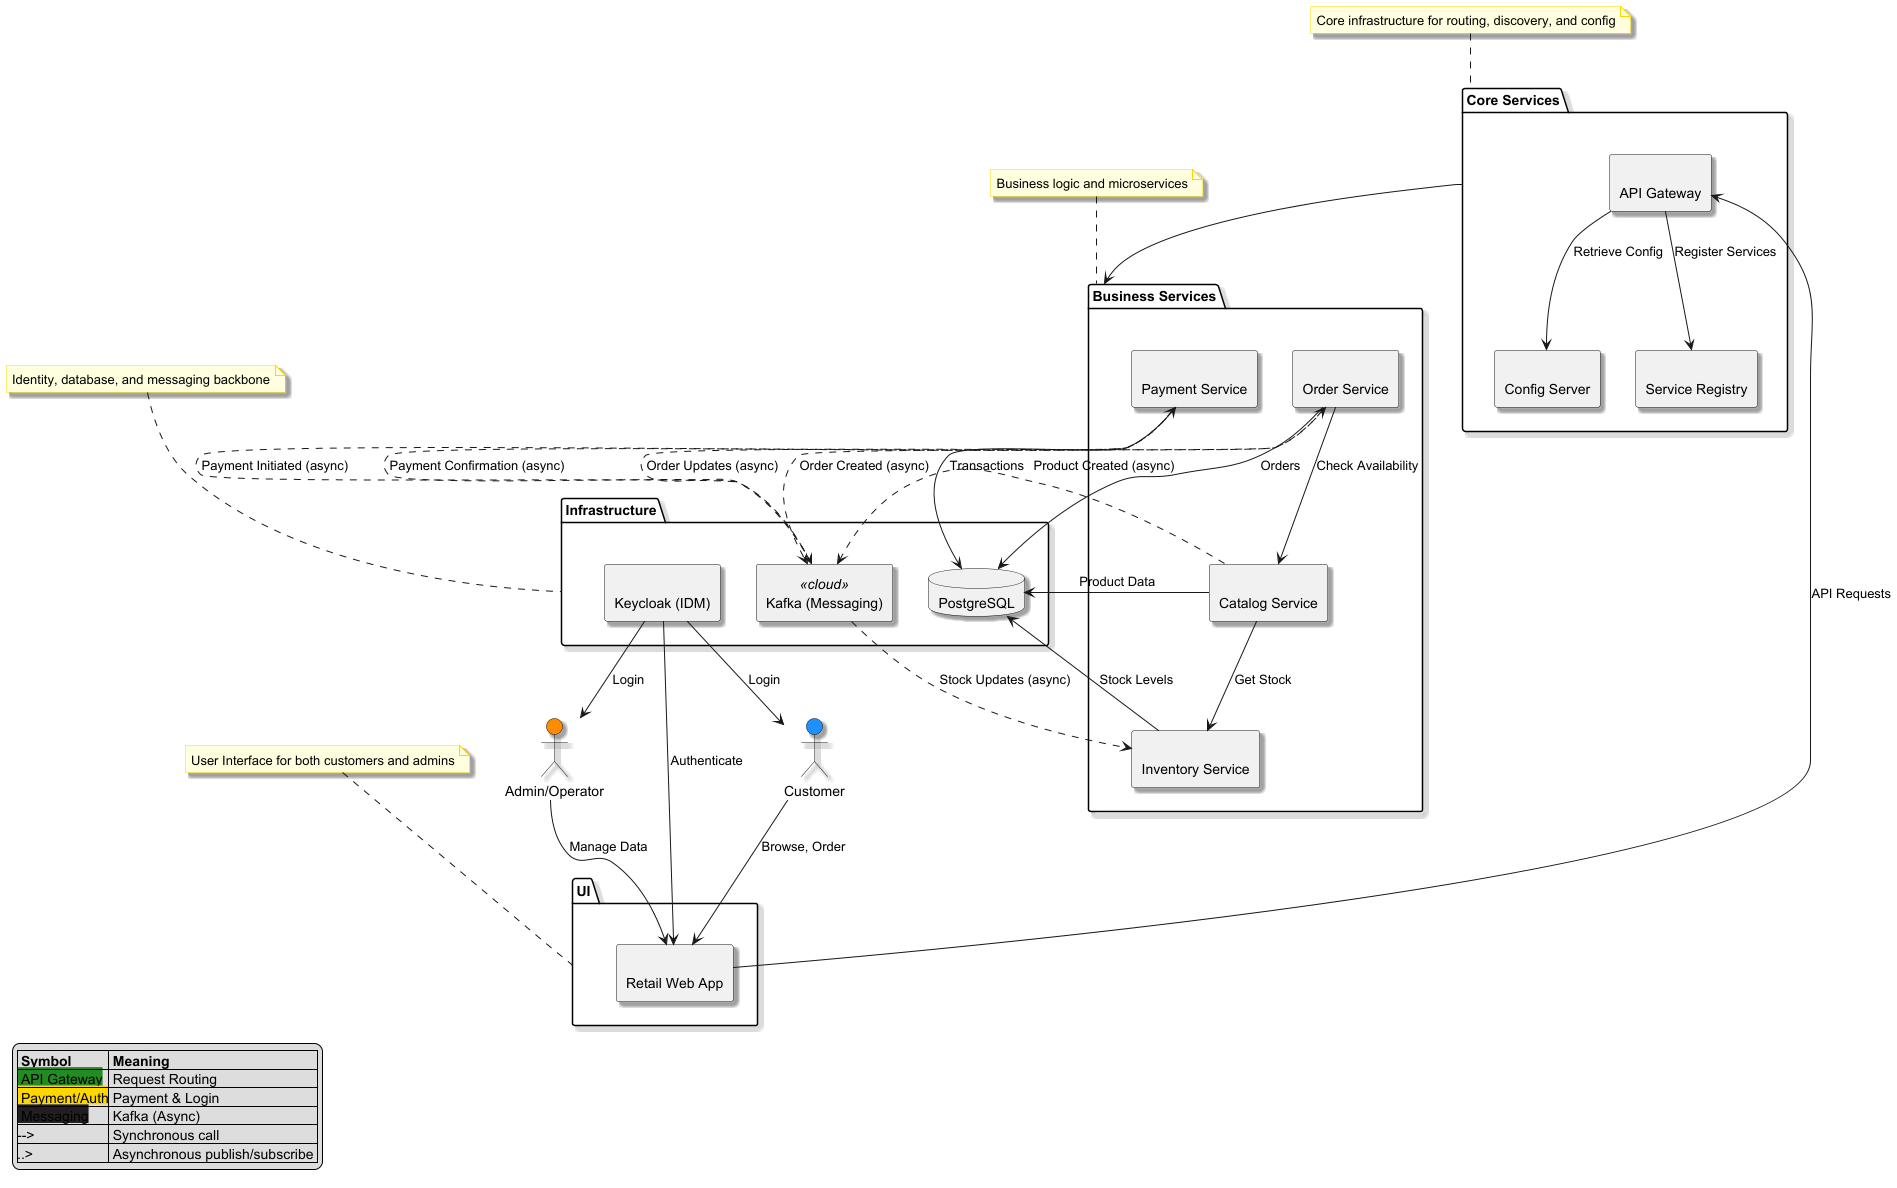 Core infrastructure for routing, discovery, and config
Core Services
API Gateway
Business logic and microservices
Retrieve Config
Register Services
Business Services
Identity, database, and messaging backbone
Payment Service
Order Service
Config Server
Service Registry
Payment Initiated (async)
Payment Confirmation (async)
Order Updates (async)
Order Created (async)
Transactions
Product Created (async)
Orders
Check Availability
Infrastructure
Keycloak (IDM)
«cloud»
Kafka (Messaging)
PostgreSQL
Product Data
Catalog Service
API Requests
Login
Login
Stock Updates (async)
Stock Levels
Get Stock
User Interface for both customers and admins
Authenticate
Inventory Service
Admin/Operator
Customer
Manage Data
Browse, Order
UI
Retail Web App
Symbol Meaning
API Gateway Request Routing
Payment/Auth Payment & Login
Messaging Kafka (Async)
--> Synchronous call
..> Asynchronous publish/subscribe